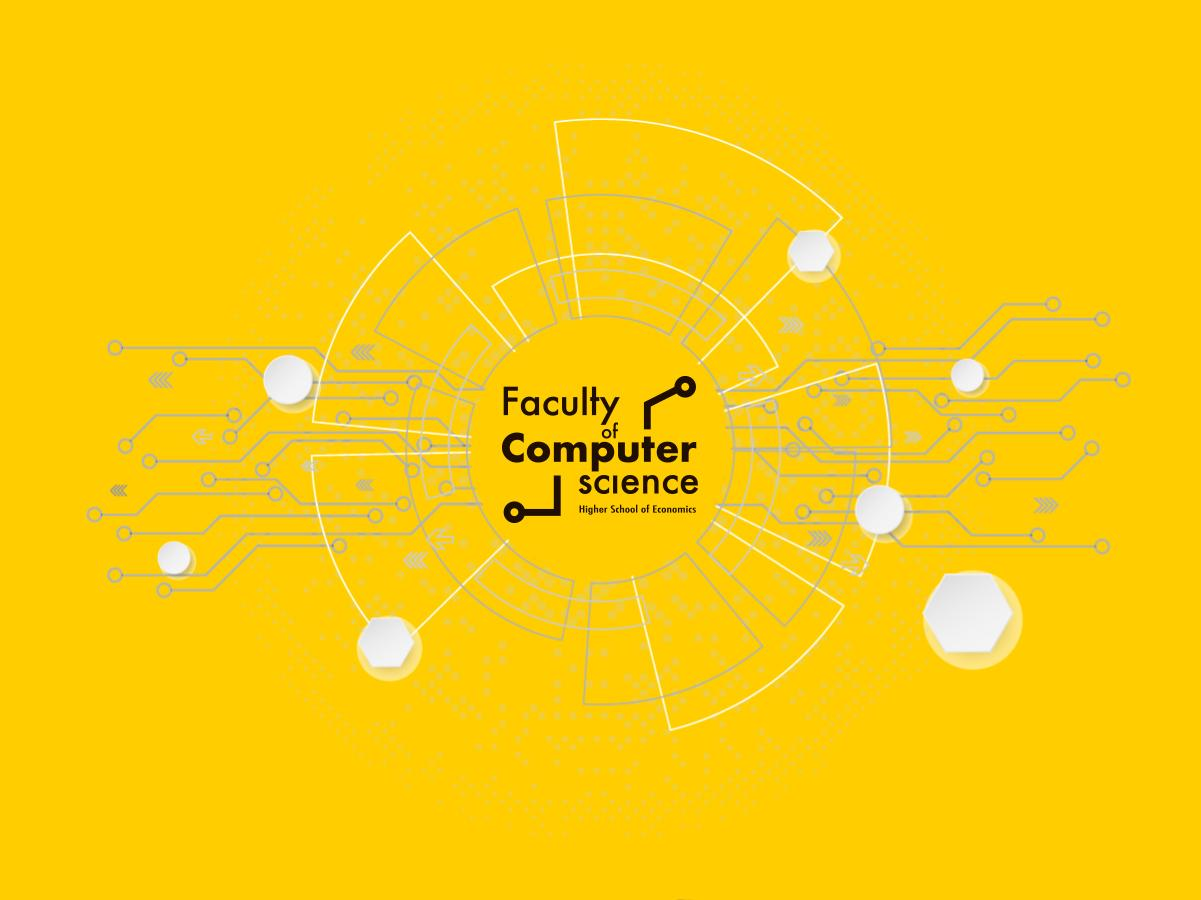 Faculty
of
Computer
science
Higher School of Economics